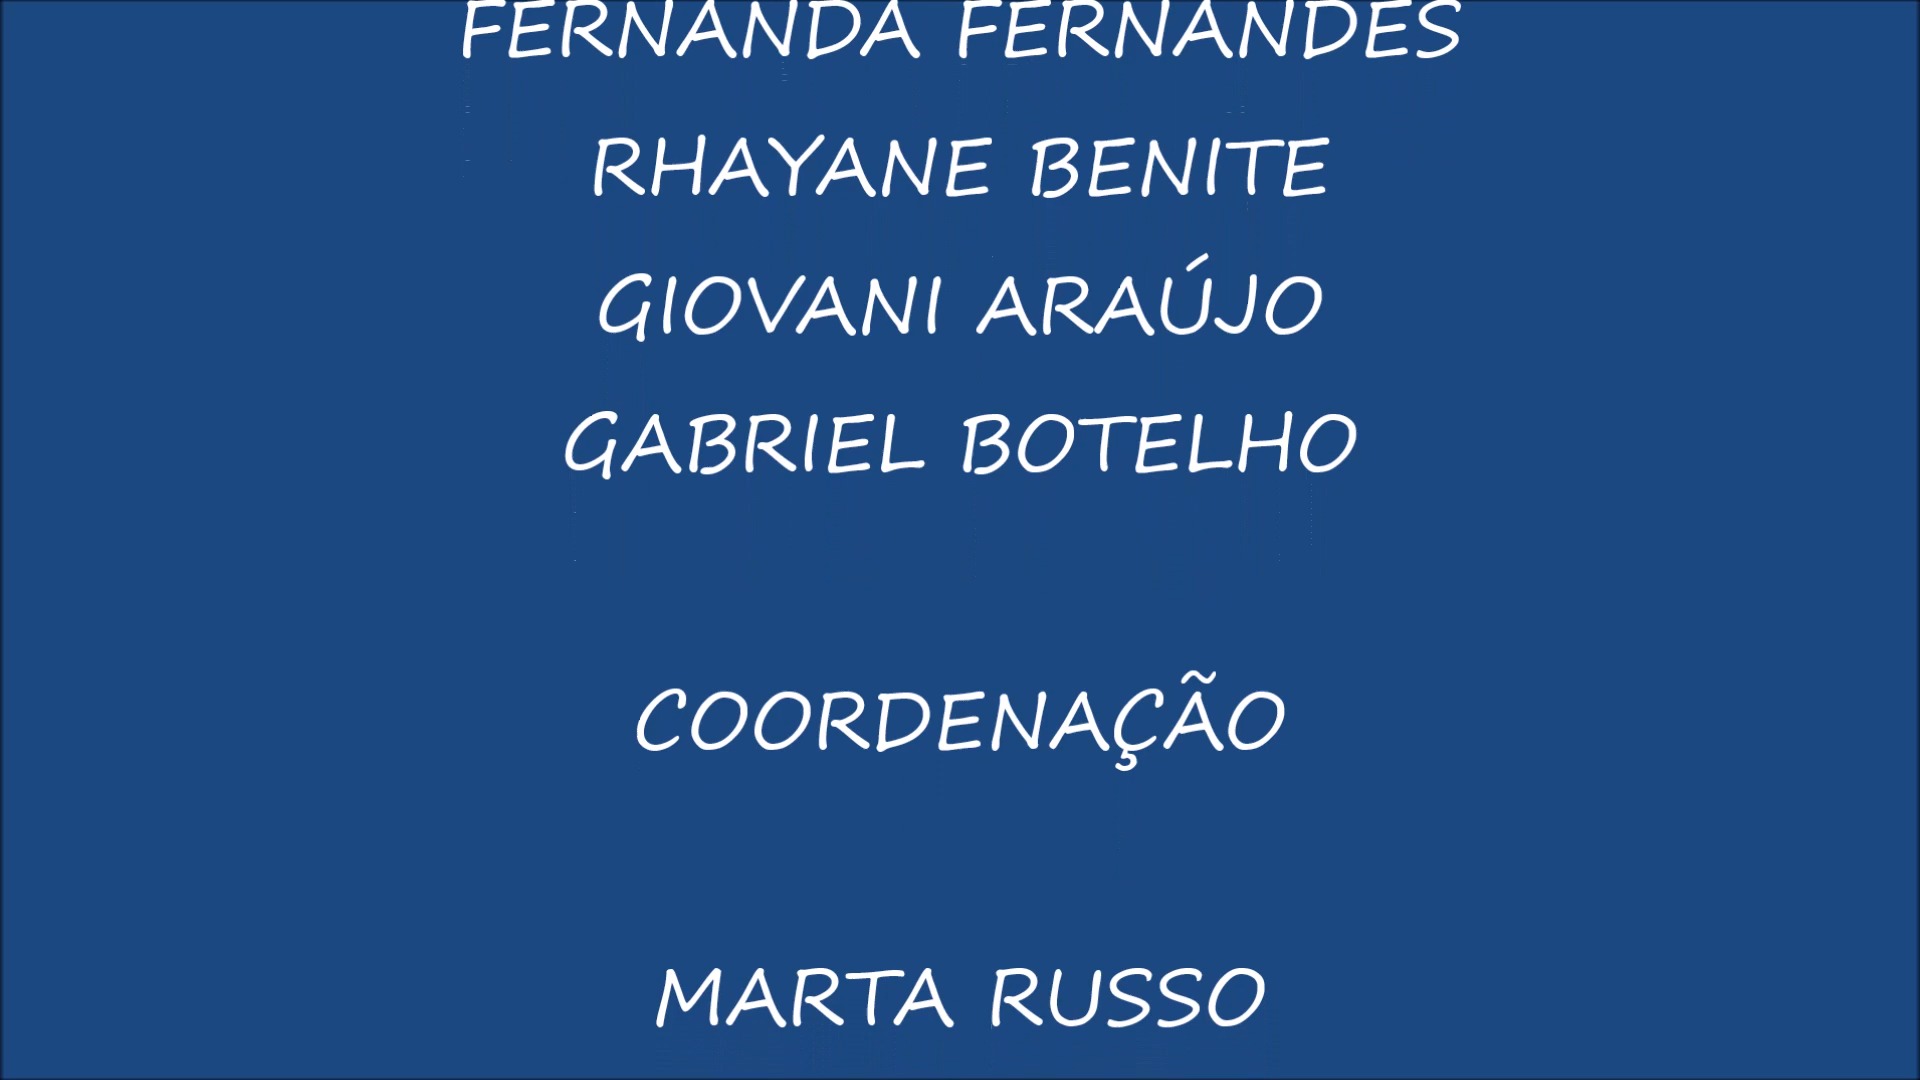 FERNANDA FERNANDES
RHAYANE BENITE
GIOVANI ARAÚJO
GABRIEL BOTELHO
COORDENAÇÃO
MARTA RUSSO